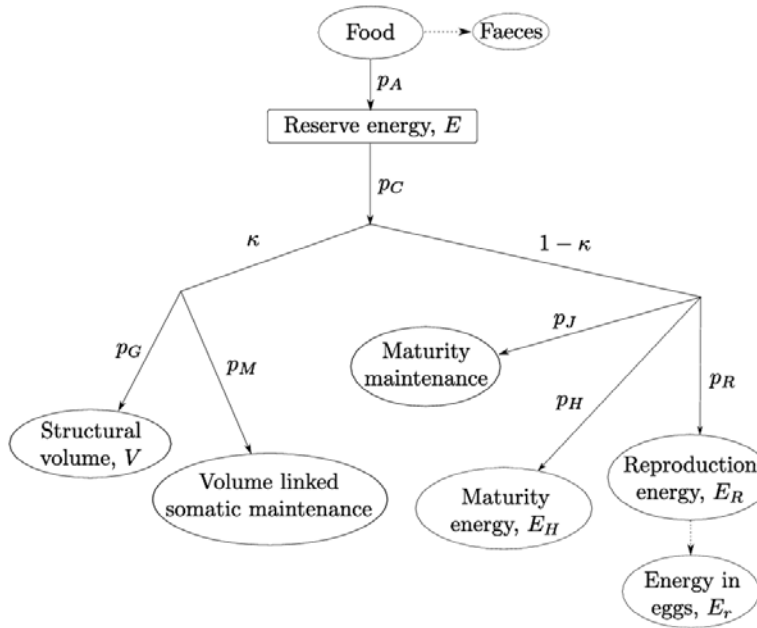 Food
Faeces
p_A
Reserve energy, E
p_C
κ
1 − κ
p_G
p_M
p_J
p_H
p_R
Maturity
maintenance
Structural
volume, V
Volume linked
somatic maintenance
Maturity
energy, E_H
Reproduction
energy, E_R
Energy in
eggs, E_r